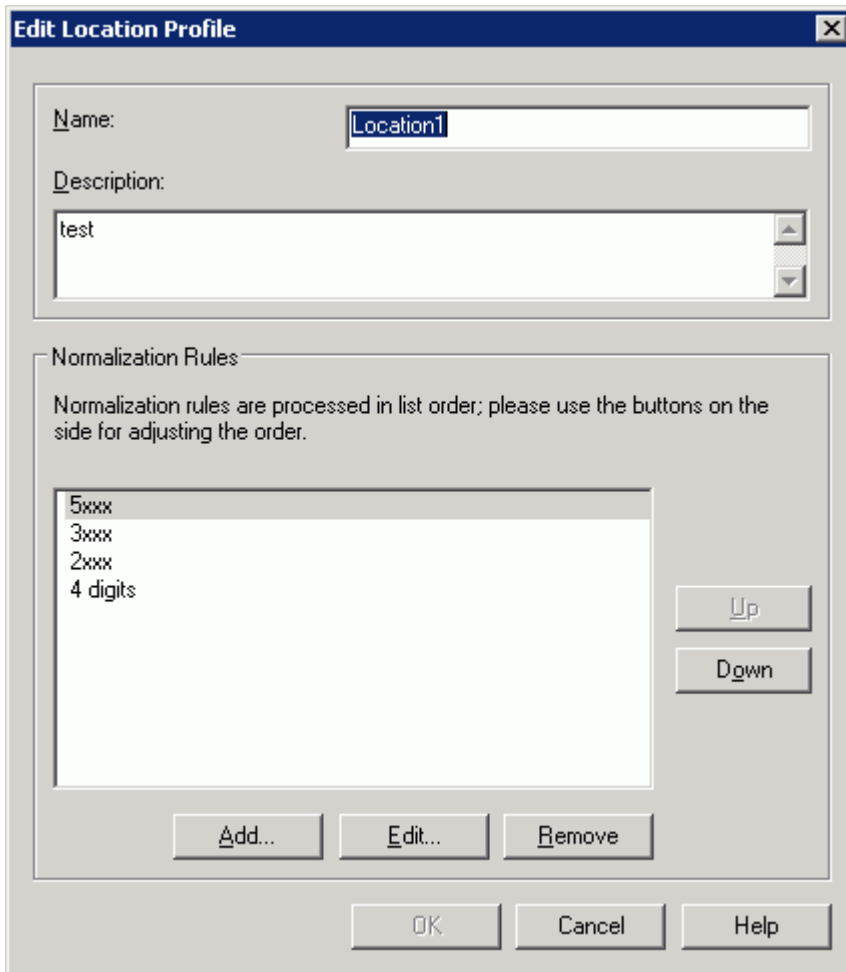 Edit Location Profile
Name:
Location1
Description:
test
Normalization Rules
Normalization rules are processed in list order; please use the buttons on the
side for adjusting the order.
5xxx
3xxx
2xxx
4 digits
Up
Down
Add...
Edit...
Remove
OK
Cancel
Help